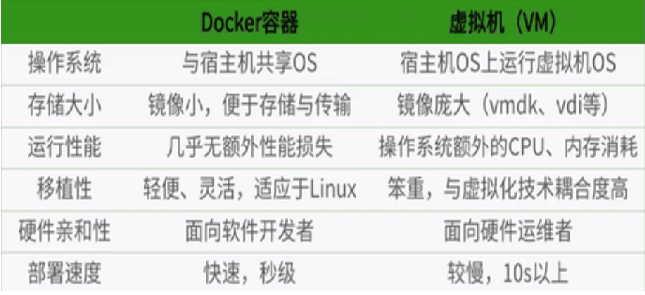 Docker容器 虚拟机（VM）
操作系统 与宿主机共享OS 宿主机OS上运行虚拟机OS
存储大小 镜像小，便于存储与传输 镜像庞大（vmdk、vdi等）
运行性能 几乎无额外性能损失 操作系统额外的CPU、内存消耗
移植性 轻便、灵活，适应于Linux 笨重，与虚拟化技术耦合度高
硬件亲和性 面向软件开发者 面向硬件运维者
部署速度 快速，秒级 较慢，10s以上